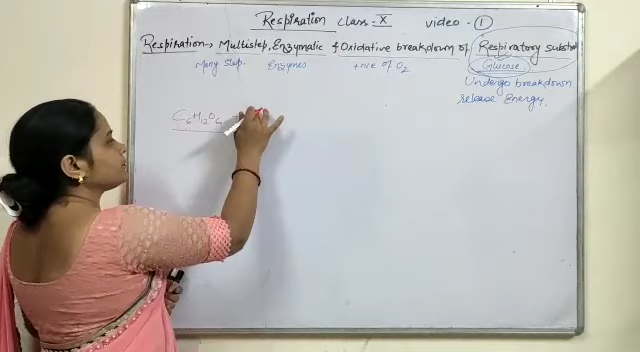 Respiration class - X video - 1
Respiration → Multistep, Enzymatic & Oxidative breakdown of Respiratory
many step. Enzymes +nce of O2 Glucose.
Undergo breakdown
release Energy.
C6H12O6